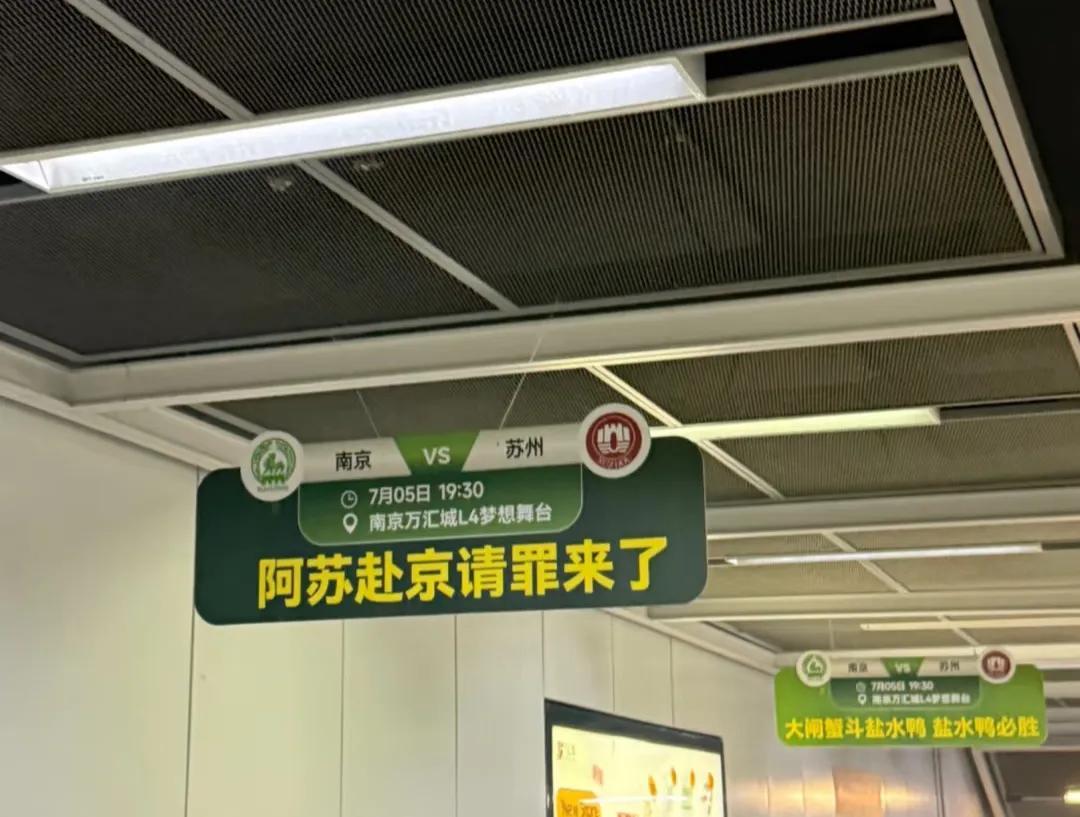 南京 VS 苏州
7月05日 19:30
南京万汇城L4梦想舞台
阿苏赴京请罪来了
南京 VS 苏州
7月05日 19:30
南京万汇城L4梦想舞台
大闸蟹斗盐水鸭 盐水鸭必胜